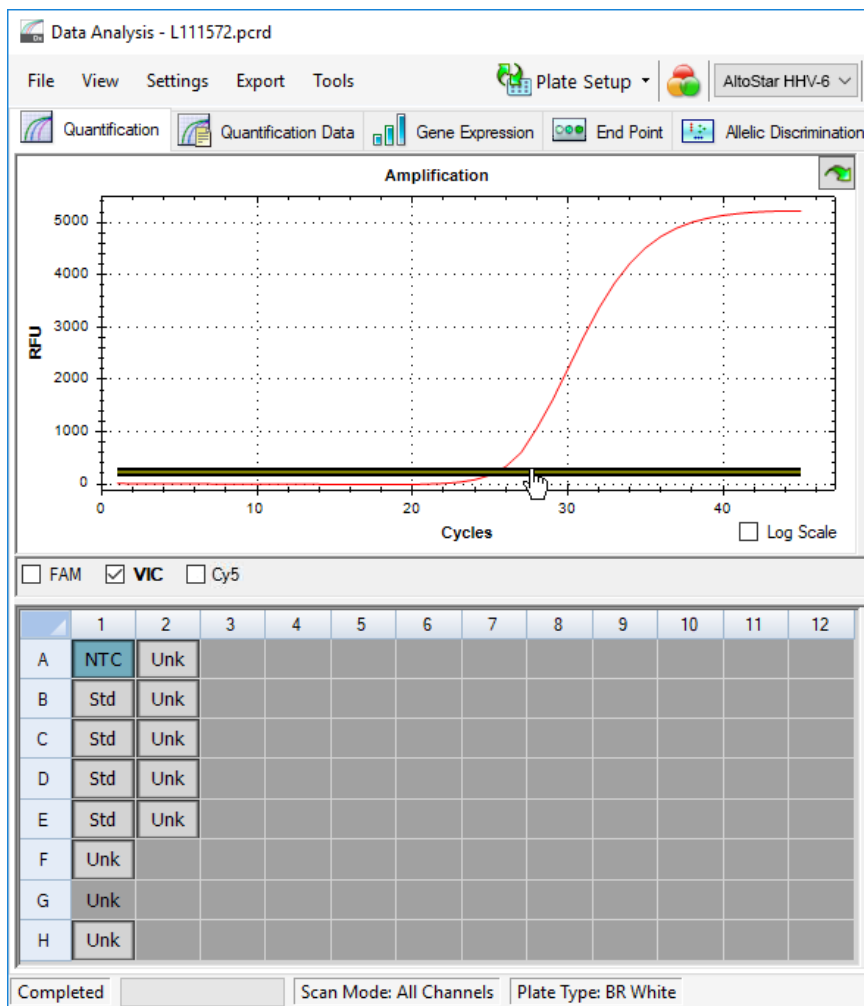 Data Analysis - L111572.pcrd
File View Settings Export Tools Plate Setup AltoStar HHV-6
Quantification Quantification Data Gene Expression End Point Allelic Discrimination
Amplification
5000
4000
3000
2000
1000
0
RFU
0 10 20 30 40
Cycles
Log Scale
FAM VIC Cy5
1 2 3 4 5 6 7 8 9 10 11 12
A NTC Unk
B Std Unk
C Std Unk
D Std Unk
E Std Unk
F Unk
G Unk
H Unk
Completed Scan Mode: All Channels Plate Type: BR White